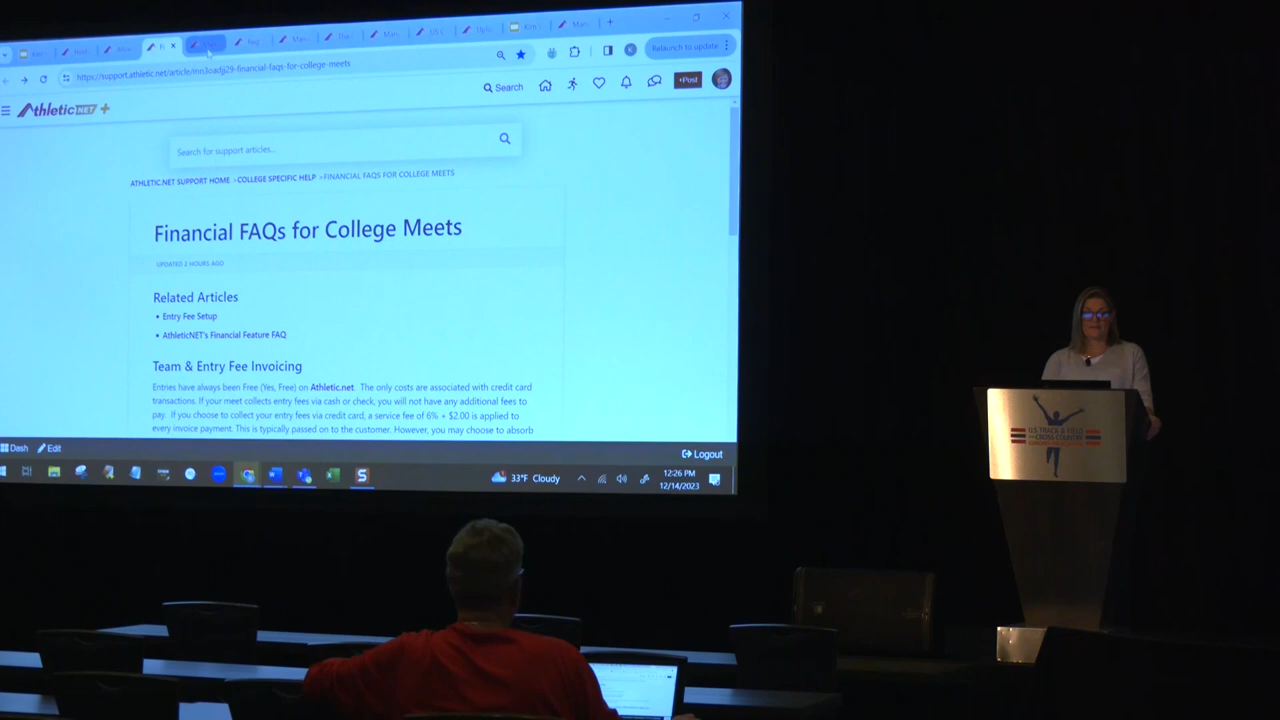 Relaunch to update
https://support.athletic.net/article/mn3oadjj29-financial-faqs-for-college-meets
Search
+Post
AthleticNET +
Search for support articles...
ATHLETIC.NET SUPPORT HOME >COLLEGE SPECIFIC HELP >FINANCIAL FAQS FOR COLLEGE MEETS
Financial FAQs for College Meets
UPDATED 2 HOURS AGO
Related Articles
• Entry Fee Setup
• AthleticNET's Financial Feature FAQ
Team & Entry Fee Invoicing
Entries have always been Free (Yes, Free) on Athletic.net. The only costs are associated with credit card
transactions. If your meet collects entry fees via cash or check, you will not have any additional fees to
pay. If you choose to collect your entry fees via credit card, a service fee of 6% + $2.00 is applied to
every invoice payment. This is typically passed on to the customer. However, you may choose to absorb
Dash Edit
Logout
33°F Cloudy
12:26 PM
12/14/2023
U.S. TRACK & FIELD
CROSS COUNTRY